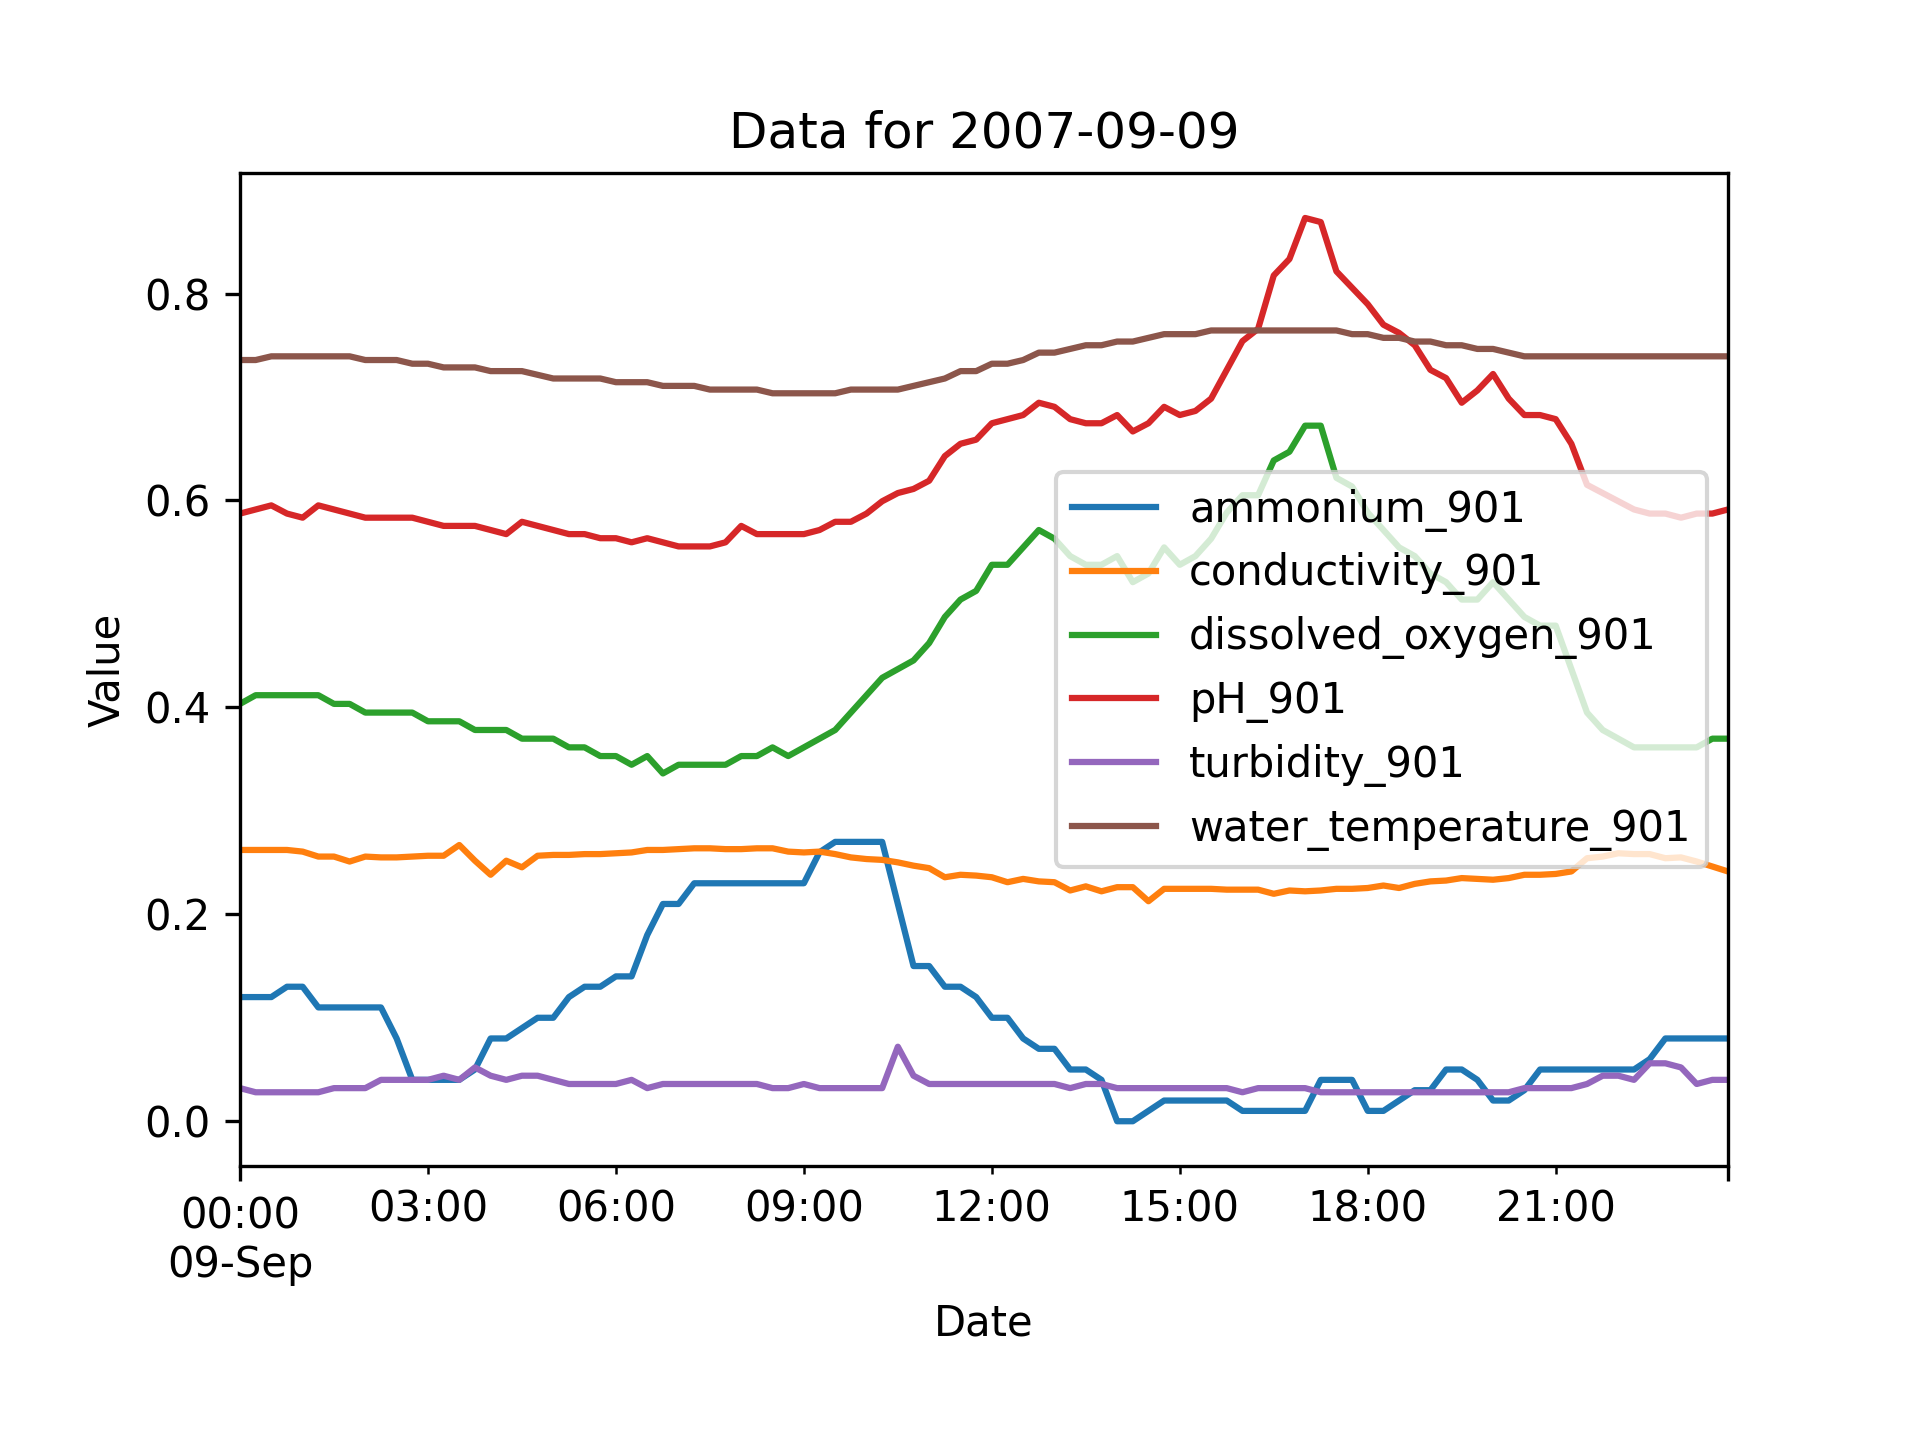 Data for 2007-09-09
Value
0.8
0.6
0.4
0.2
0.0
ammonium_901
conductivity_901
dissolved_oxygen_901
pH_901
turbidity_901
water_temperature_901
00:00 03:00 06:00 09:00 12:00 15:00 18:00 21:00
09-Sep
Date